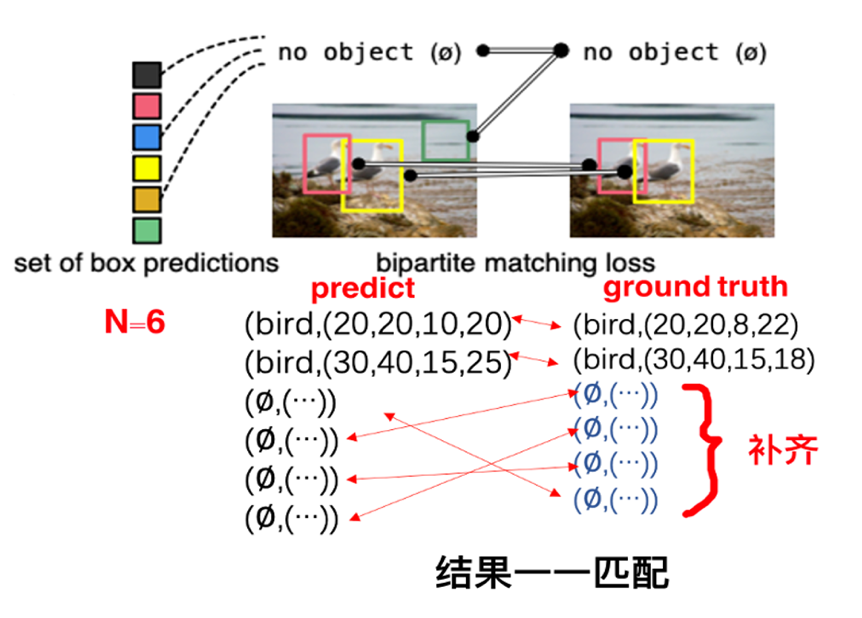 no object (ø)
no object (ø)
set of box predictions
bipartite matching loss
predict
ground truth
N=6
(bird,(20,20,10,20)
(bird,(20,20,8,22)
(bird,(30,40,15,25)
(bird,(30,40,15,18)
(Ø,(···))
(Ø,(···))
(Ø,(···))
(Ø,(···))
(Ø,(···))
(Ø,(···))
(Ø,(···))
(Ø,(···))
补齐
结果一一匹配